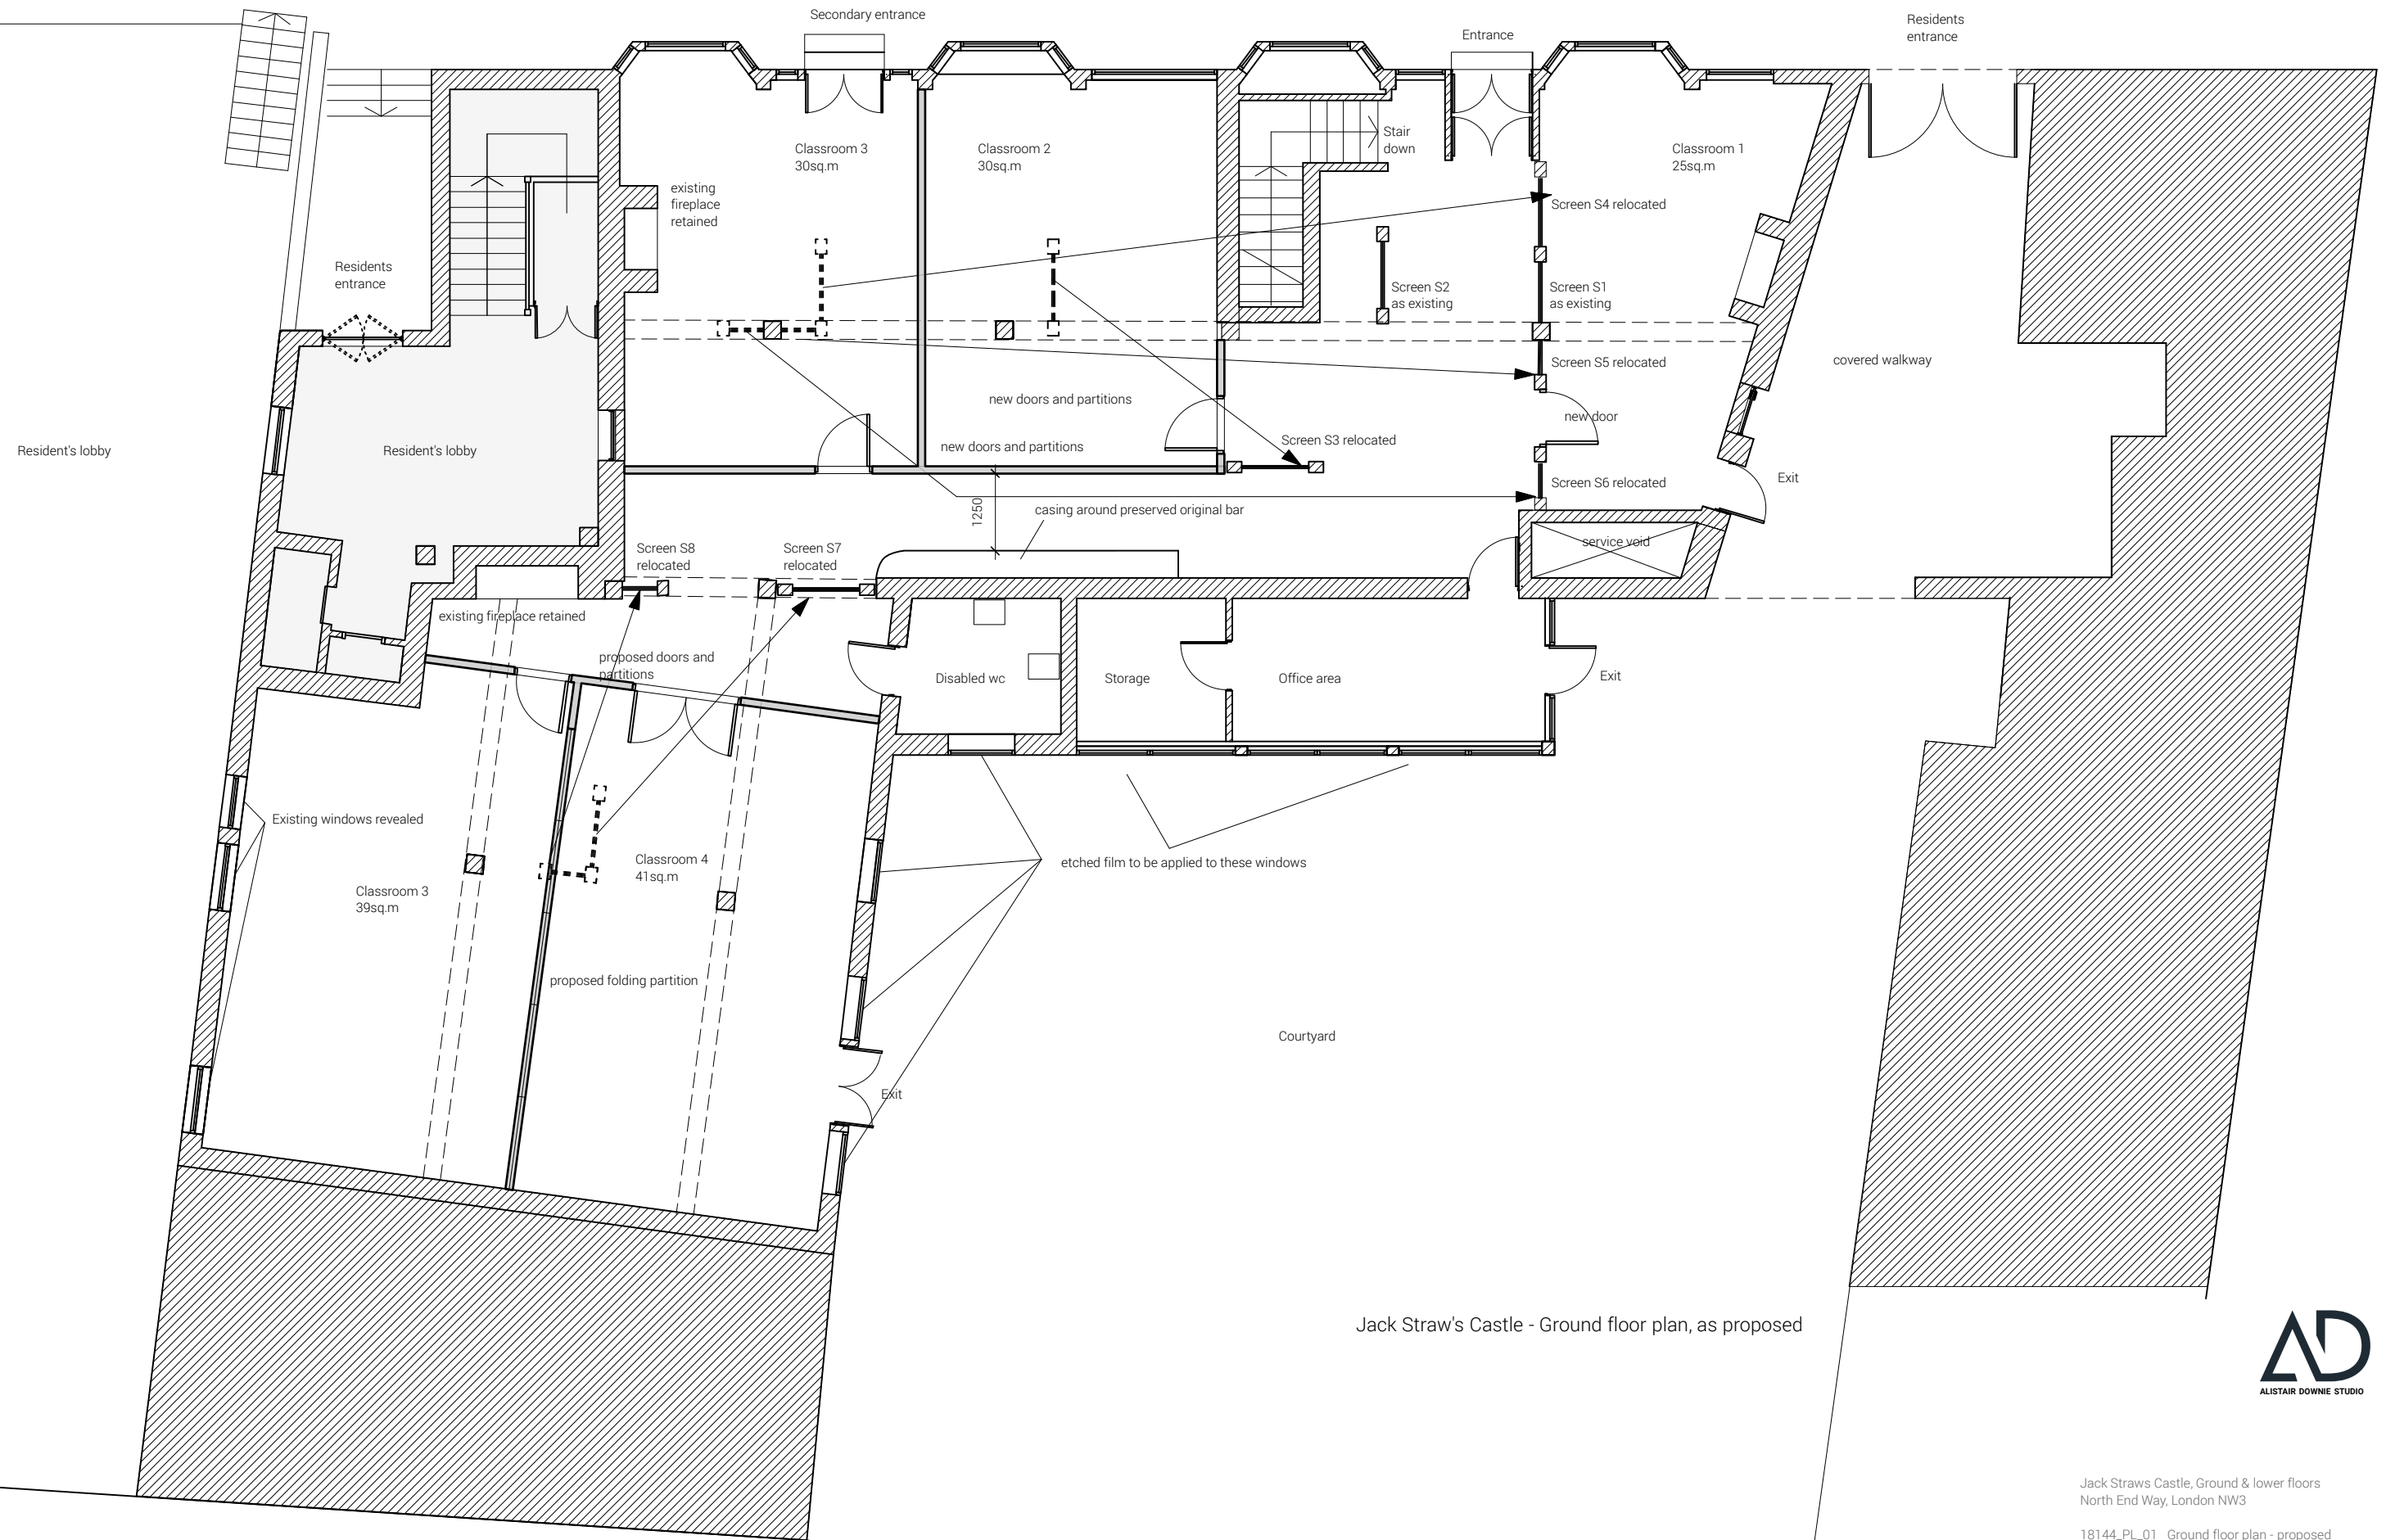 Secondary entrance
Entrance
Residents
entrance
Classroom 3
30sq.m
Classroom 2
30sq.m
Stair
down
Classroom 1
25sq.m
existing
fireplace
retained
Screen S4 relocated
Residents
entrance
Screen S2
as existing
Screen S1
as existing
covered walkway
Screen S5 relocated
new doors and partitions
new door
Resident's lobby
Resident's lobby
new doors and partitions
Screen S3 relocated
Exit
Screen S6 relocated
1250
casing around preserved original bar
service void
Screen S8
relocated
Screen S7
relocated
existing fireplace retained
proposed doors and
partitions
Disabled wc
Storage
Office area
Exit
Existing windows revealed
Classroom 4
41sq.m
etched film to be applied to these windows
Classroom 3
39sq.m
proposed folding partition
Courtyard
Exit
Jack Straw's Castle - Ground floor plan, as proposed
AD
ALISTAIR DOWNIE STUDIO
Jack Straws Castle, Ground & lower floors
North End Way, London NW3
18144_PL_01 Ground floor plan - proposed